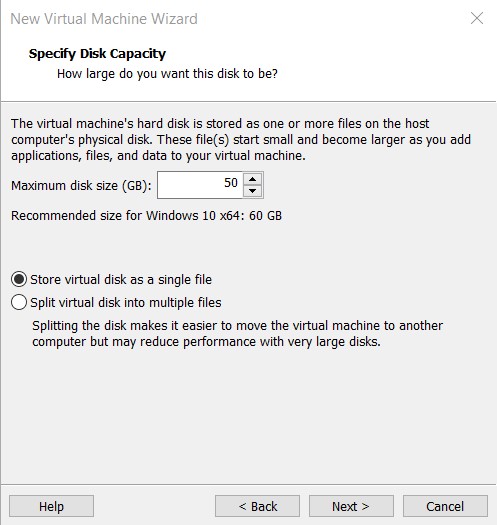 New Virtual Machine Wizard
Specify Disk Capacity
How large do you want this disk to be?
The virtual machine's hard disk is stored as one or more files on the host
computer's physical disk. These file(s) start small and become larger as you add
applications, files, and data to your virtual machine.
Maximum disk size (GB): 50
Recommended size for Windows 10 x64: 60 GB
Store virtual disk as a single file
Split virtual disk into multiple files
Splitting the disk makes it easier to move the virtual machine to another
computer but may reduce performance with very large disks.
Help < Back Next > Cancel